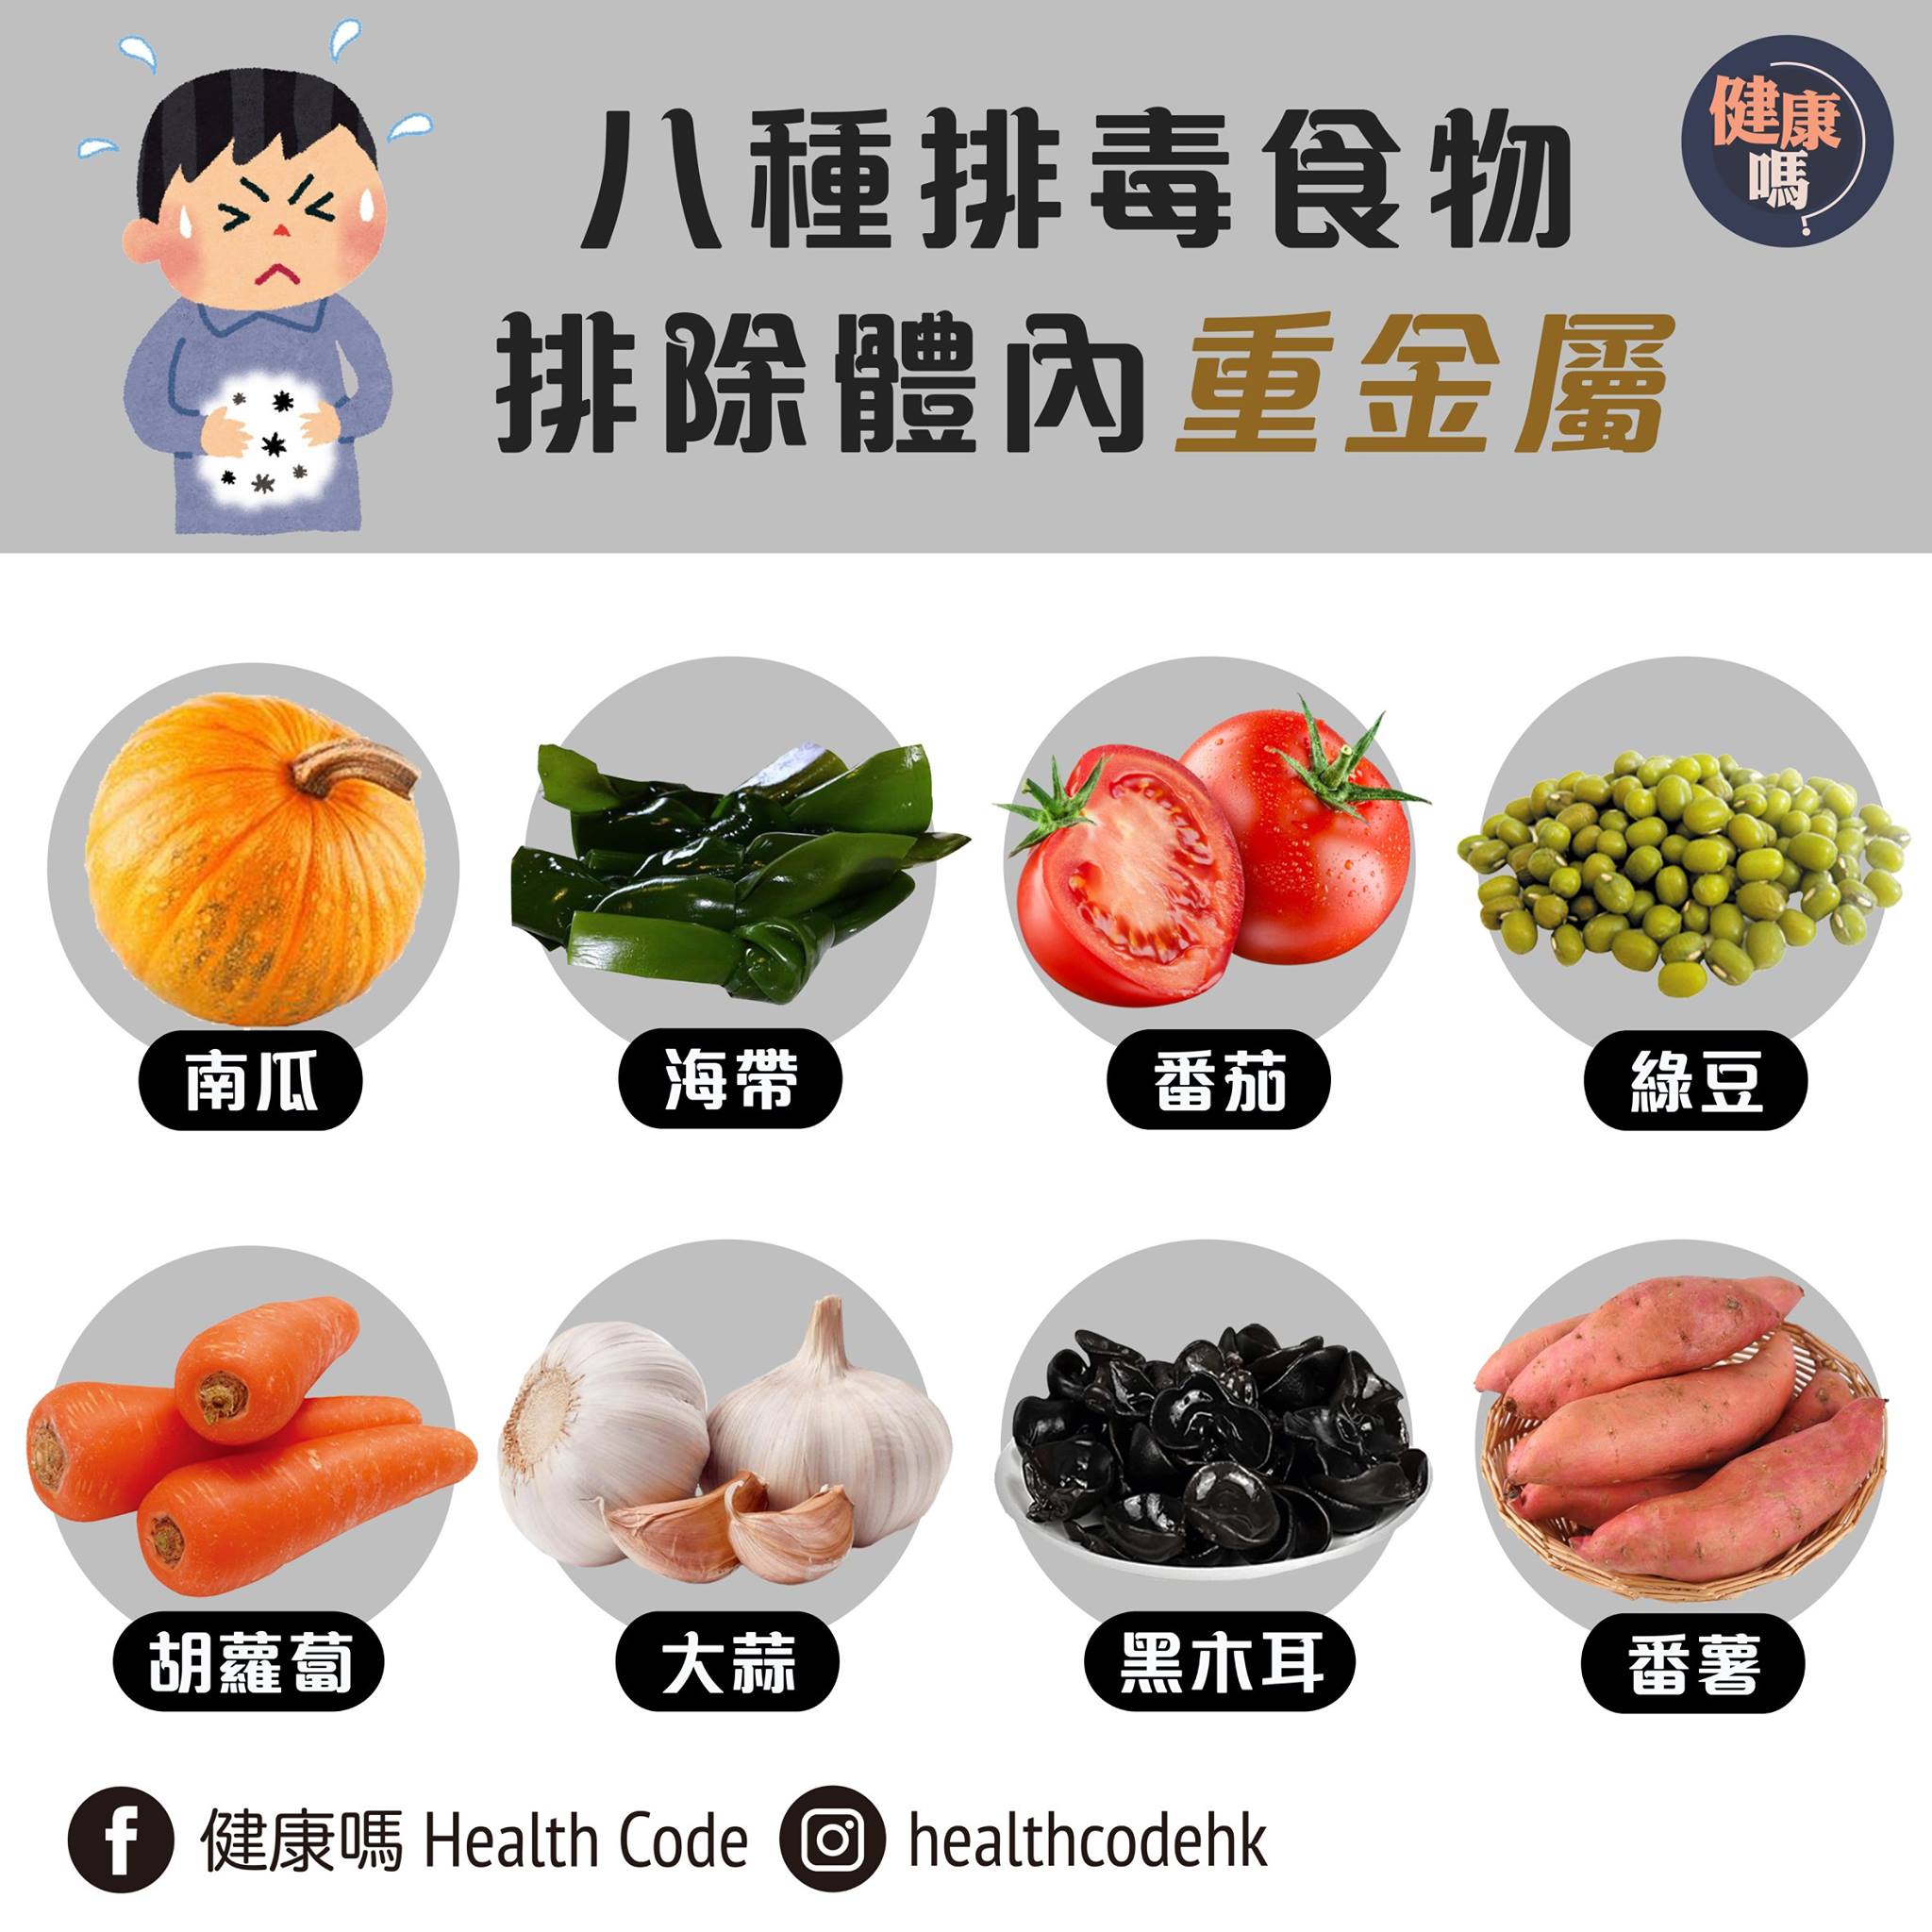 八種排毒食物
健康
嗎?
排除體內重金屬
南瓜
海帶
番茄
綠豆
胡蘿蔔
大蒜
黑木耳
番薯
健康嗎 Health Code
healthcodehk